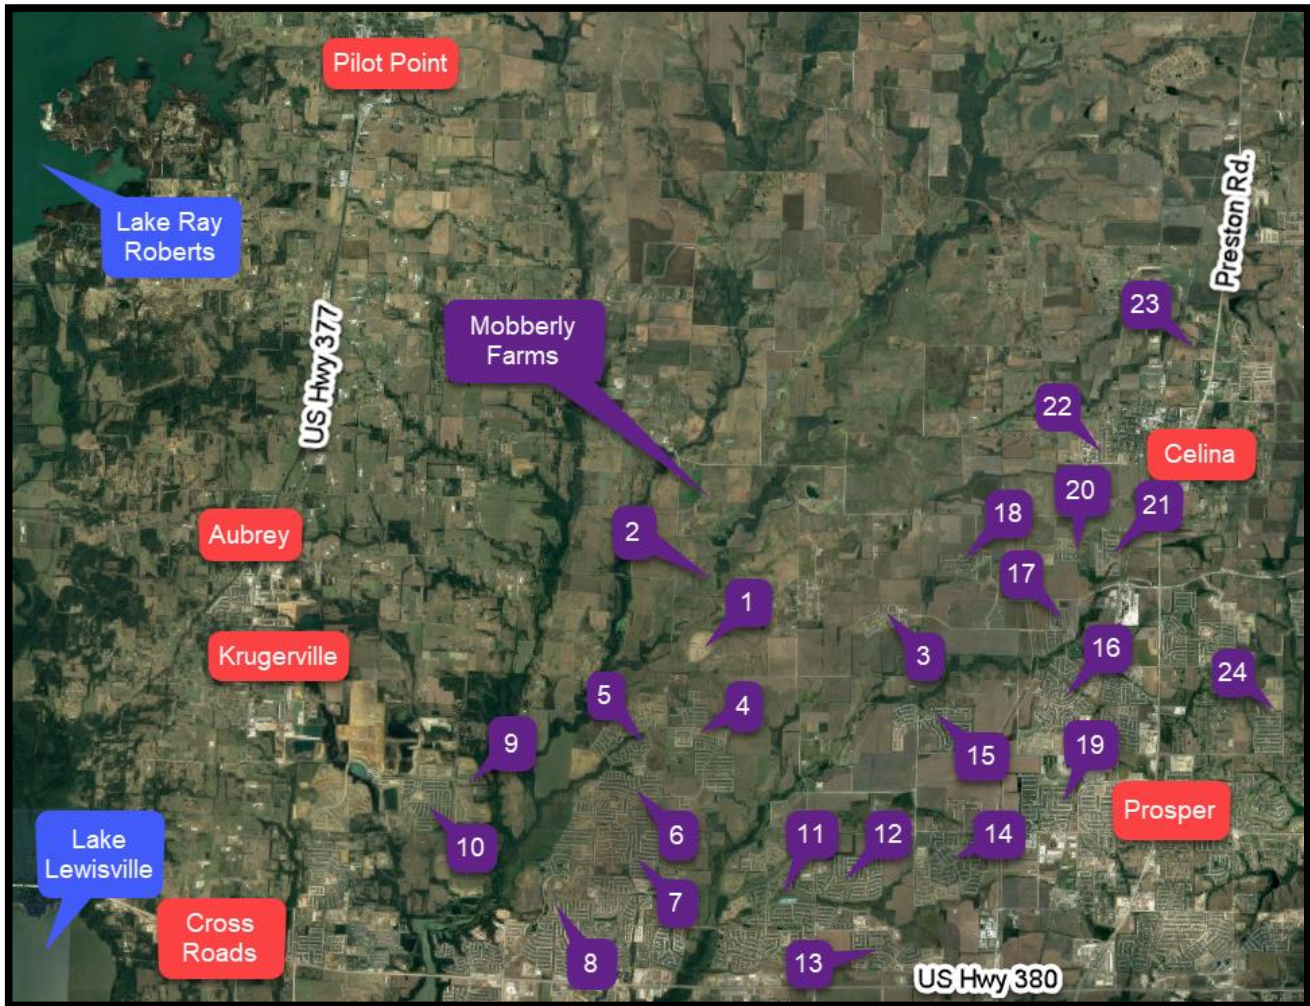 Pilot Point
Lake Ray
Roberts
Preston Rd.
US Hwy 377
Mobberly
Farms
23
22
Celina
20
21
18
2
Aubrey
17
1
Krugerville
3
16
24
5
4
9
15
19
Prosper
6
11
12
14
10
Lake
Lewisville
7
Cross
Roads
8
13
US Hwy 380